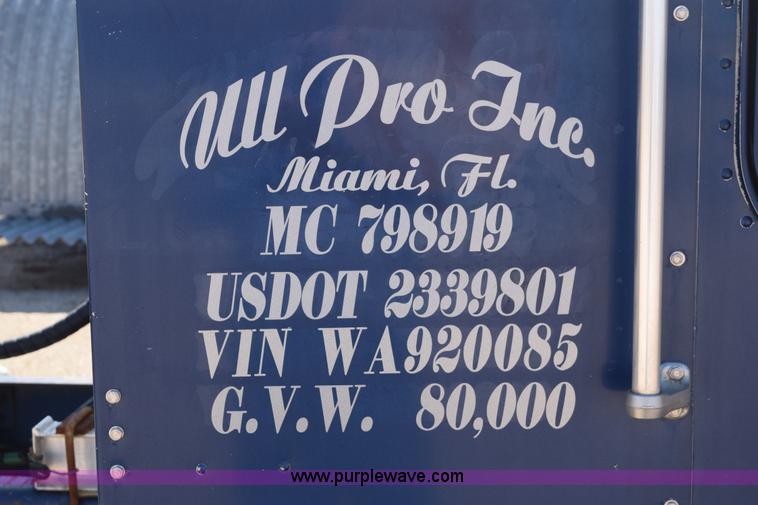 All Pro Inc.
Miami, Fl.
MC 798919
USDOT 2339801
VIN WA920085
G.V.W. 80,000
www.purplewave.com